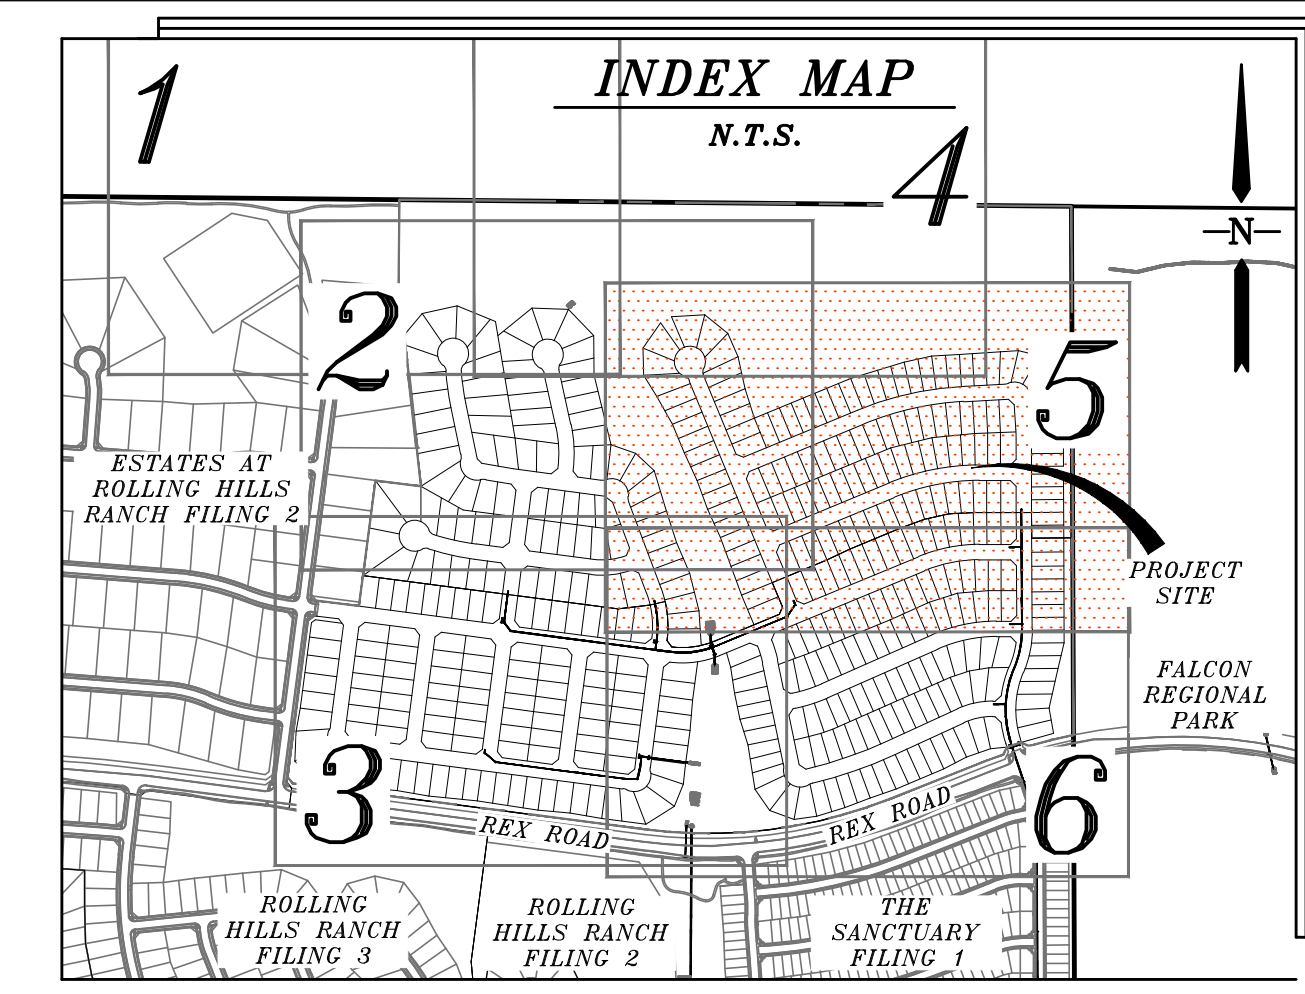 1
INDEX MAP
N.T.S.
4
N
2
5
ESTATES AT
ROLLING HILLS
RANCH FILING 2
PROJECT
SITE
FALCON
REGIONAL
PARK
3
6
REX ROAD
REX ROAD
ROLLING
HILLS RANCH
FILING 3
ROLLING
HILLS RANCH
FILING 2
THE
SANCTUARY
FILING 1